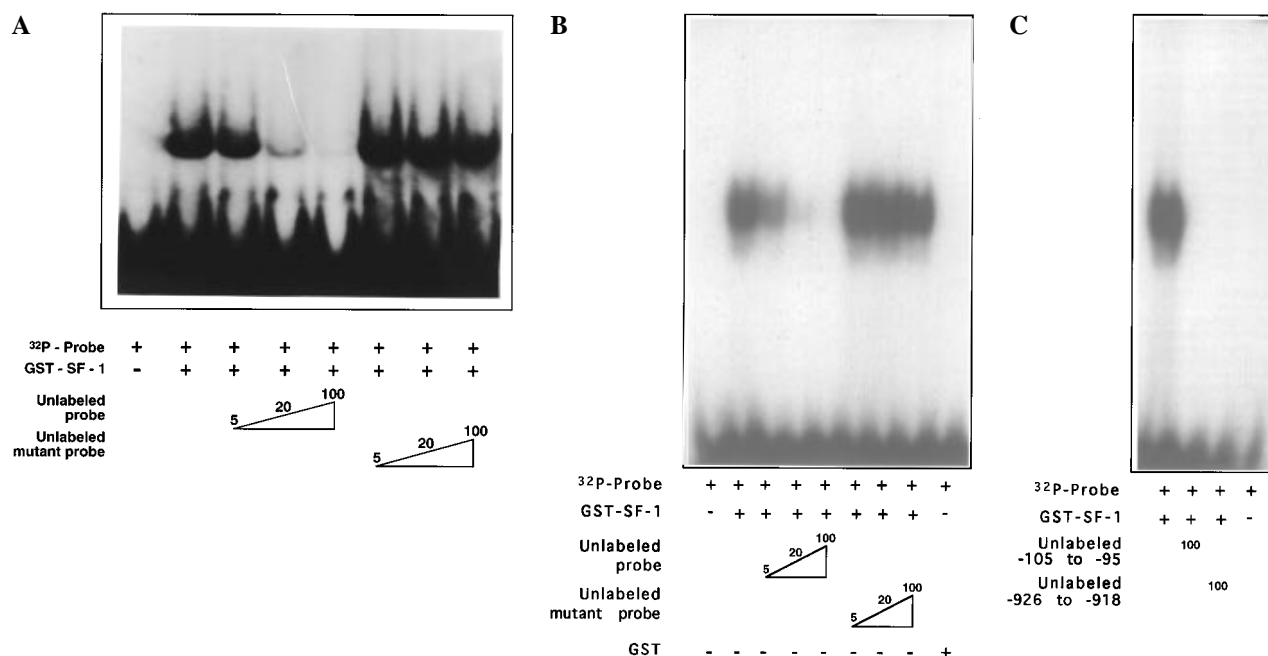 A
³²P - Probe + + + + + + + +
GST - SF - 1 - + + + + + + +
Unlabeled
probe
5 20 100
Unlabeled
mutant probe
5 20 100
B
³²P-Probe + + + + + + + + +
GST-SF-1 - + + + + + + + -
Unlabeled
probe
5 20 100
Unlabeled
mutant probe
5 20 100
GST - - - - - - - - +
C
³²P-Probe + + + +
GST-SF-1 + + + -
Unlabeled
-105 to -95
100
Unlabeled
-926 to -918
100